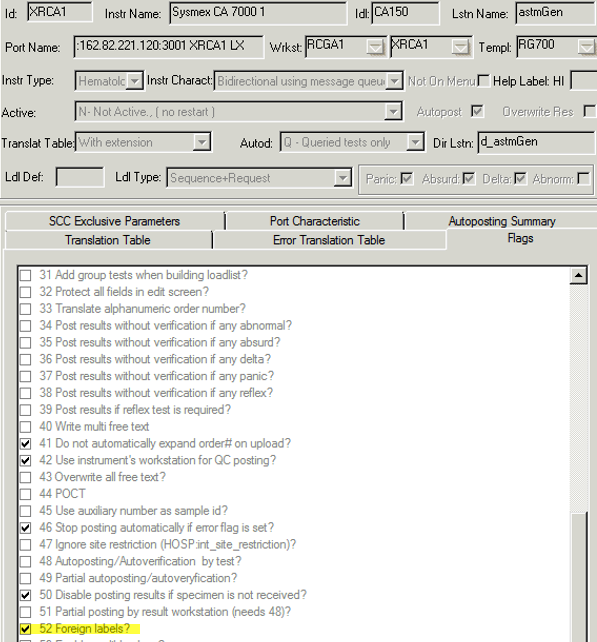 Id: XRCA1 Instr Name: Sysmex CA 7000 1 Idl: CA150 Lstn Name: astmGen
Port Name: :162.82.221.120:3001 XRCA1 LX Wrkst: RCGA1 XRCA1 Templ: RG700
Instr Type: Hematolc Instr Charact: Bidirectional using message queu Not On Menu Help Label: HI
Active: N- Not Active., ( no restart ) Autopost Overwrite Res
Translat Table: With extension Autod: Q - Queried tests only Dir Lstn: d_astmGen
Ldl Def: Ldl Type: Sequence+Request Panic: Absurd: Delta: Abnorm:
SCC Exclusive Parameters Port Characteristic Autoposting Summary
Translation Table Error Translation Table Flags
31 Add group tests when building loadlist?
32 Protect all fields in edit screen?
33 Translate alphanumeric order number?
34 Post results without verification if any abnormal?
35 Post results without verification if any absurd?
36 Post results without verification if any delta?
37 Post results without verification if any panic?
38 Post results without verification if any reflex?
39 Post results if reflex test is required?
40 Write multi free text
41 Do not automatically expand order# on upload?
42 Use instrument's workstation for QC posting?
43 Overwrite all free text?
44 POCT
45 Use auxiliary number as sample id?
46 Stop posting automatically if error flag is set?
47 Ignore site restriction (HOSP:int_site_restriction)?
48 Autoposting/Autoverification by test?
49 Partial autoposting/autoveryfication?
50 Disable posting results if specimen is not received?
51 Partial posting by result workstation (needs 48)?
52 Foreign labels?